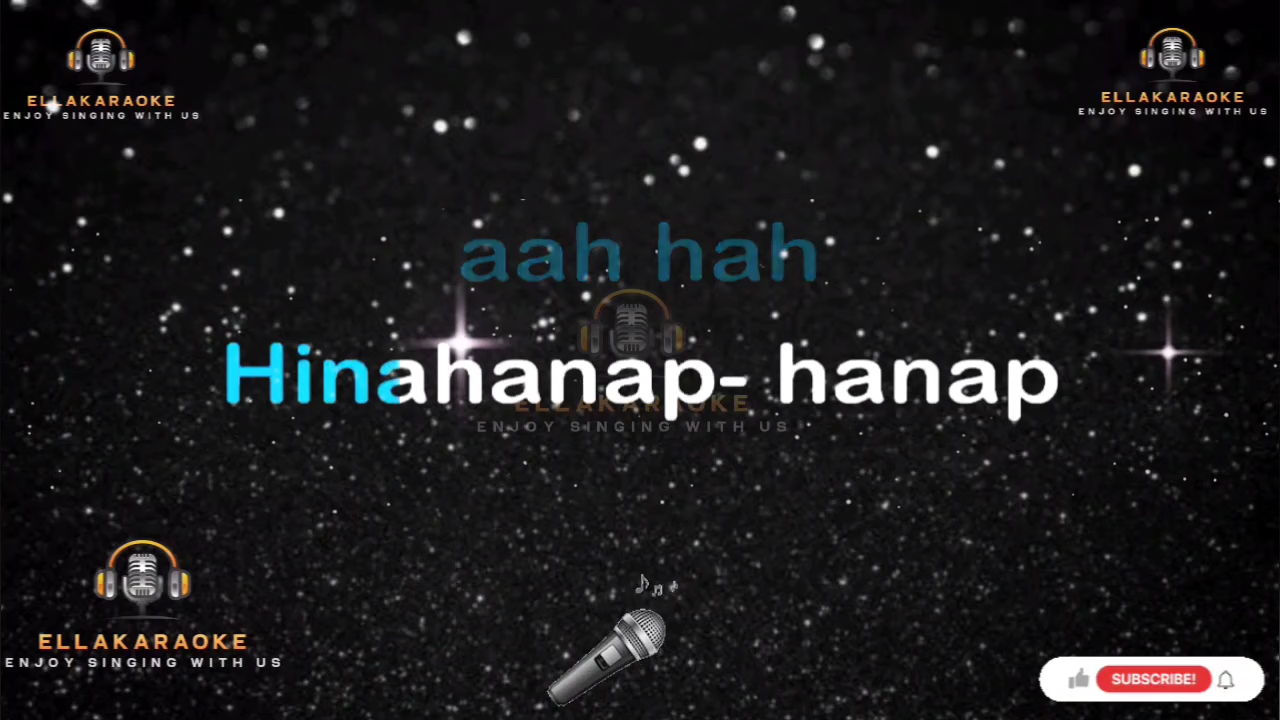 ELLAKARAOKE
ENJOY SINGING WITH US
ELLAKARAOKE
ENJOY SINGING WITH US
aah hah
Hinahanap- hanap
ELLAKARAOKE
ENJOY SINGING WITH US
ELLAKARAOKE
ENJOY SINGING WITH US
SUBSCRIBE!